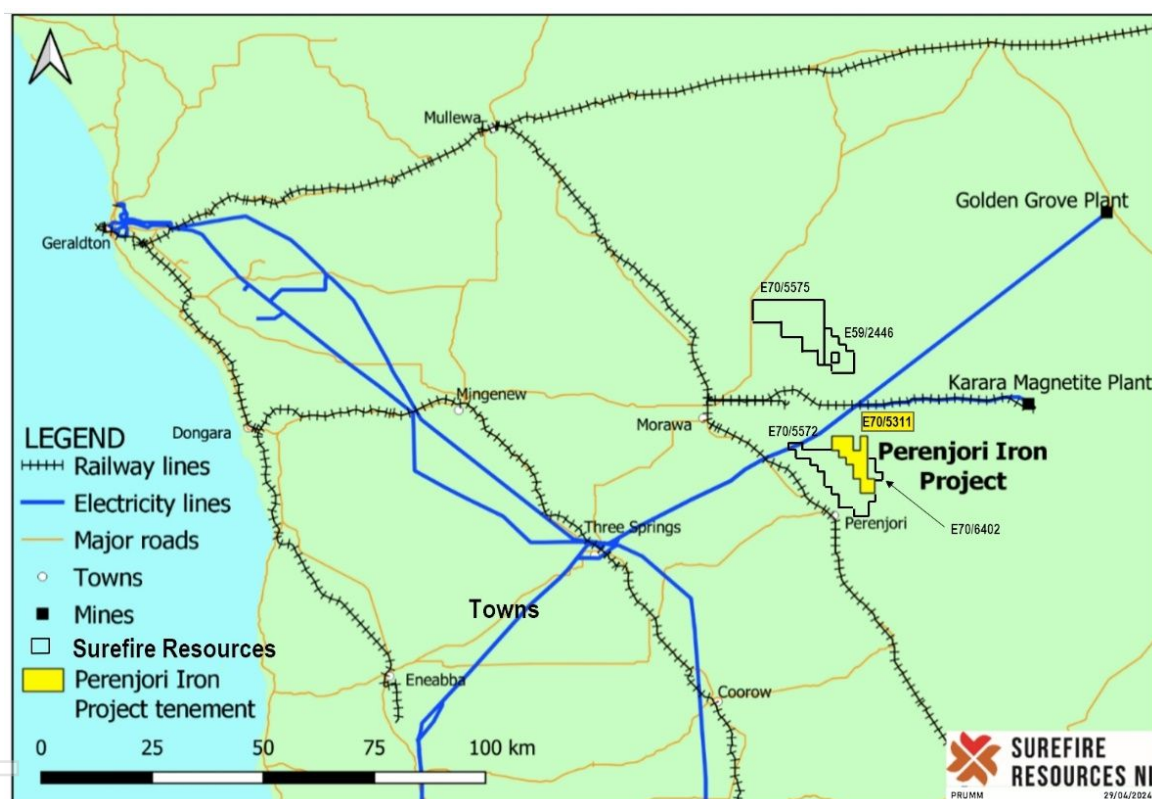 Mullewa
Golden Grove Plant
Geraldton
E70/5575
E59/2446
Karara Magnetite Plant
Mingenew
Morawa
Dongara
E70/5572
E70/5311
Perenjori Iron
Project
E70/6402
Perenjori
Three Springs
Towns
Eneabba
Coorow
LEGEND
Railway lines
Electricity lines
Major roads
Towns
Mines
Surefire Resources
Perenjori Iron
Project tenement
0 25 50 75 100 km
SUREFIRE
RESOURCES NL
PRUMM 29/04/2024